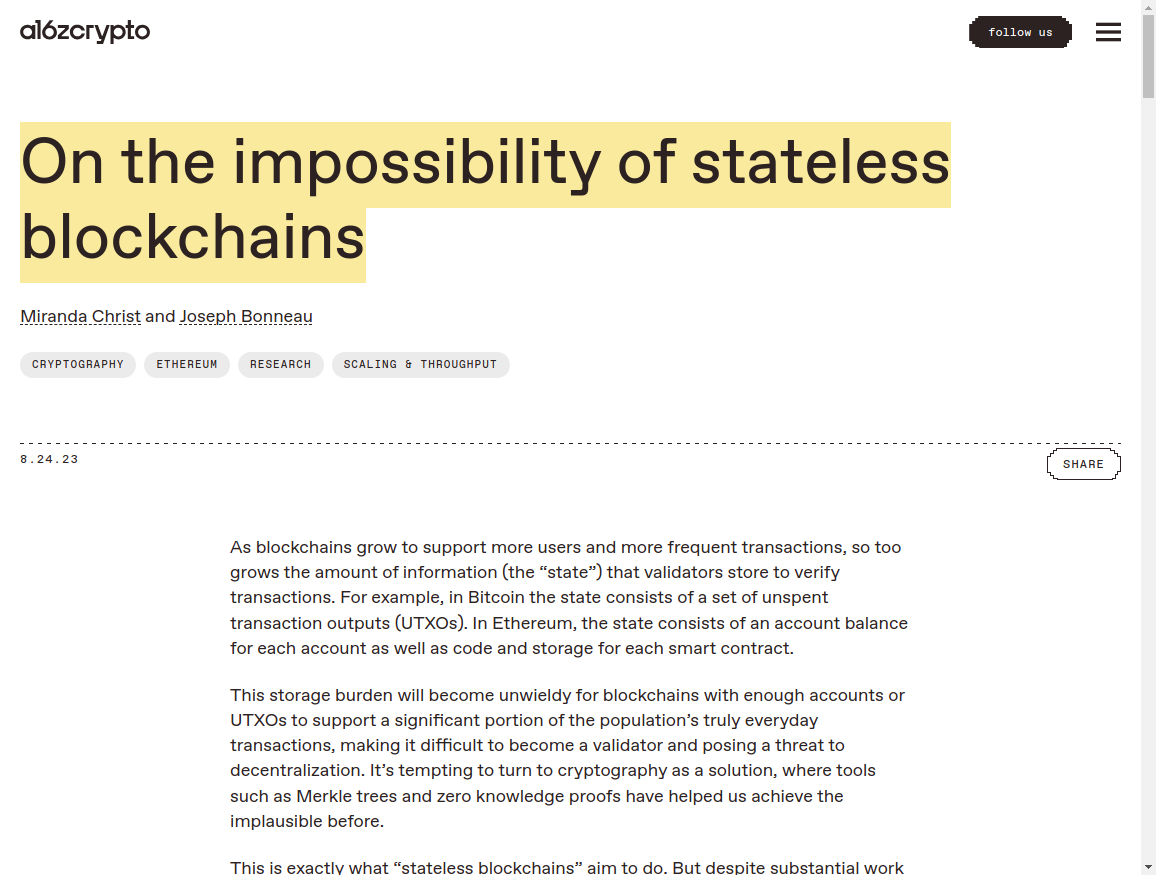 a16zcrypto
follow us
On the impossibility of stateless
blockchains
Miranda Christ and Joseph Bonneau
CRYPTOGRAPHY
ETHEREUM
RESEARCH
SCALING & THROUGHPUT
8.24.23
SHARE
As blockchains grow to support more users and more frequent transactions, so too
grows the amount of information (the “state”) that validators store to verify
transactions. For example, in Bitcoin the state consists of a set of unspent
transaction outputs (UTXOs). In Ethereum, the state consists of an account balance
for each account as well as code and storage for each smart contract.
This storage burden will become unwieldy for blockchains with enough accounts or
UTXOs to support a significant portion of the population’s truly everyday
transactions, making it difficult to become a validator and posing a threat to
decentralization. It’s tempting to turn to cryptography as a solution, where tools
such as Merkle trees and zero knowledge proofs have helped us achieve the
implausible before.
This is exactly what “stateless blockchains” aim to do. But despite substantial work